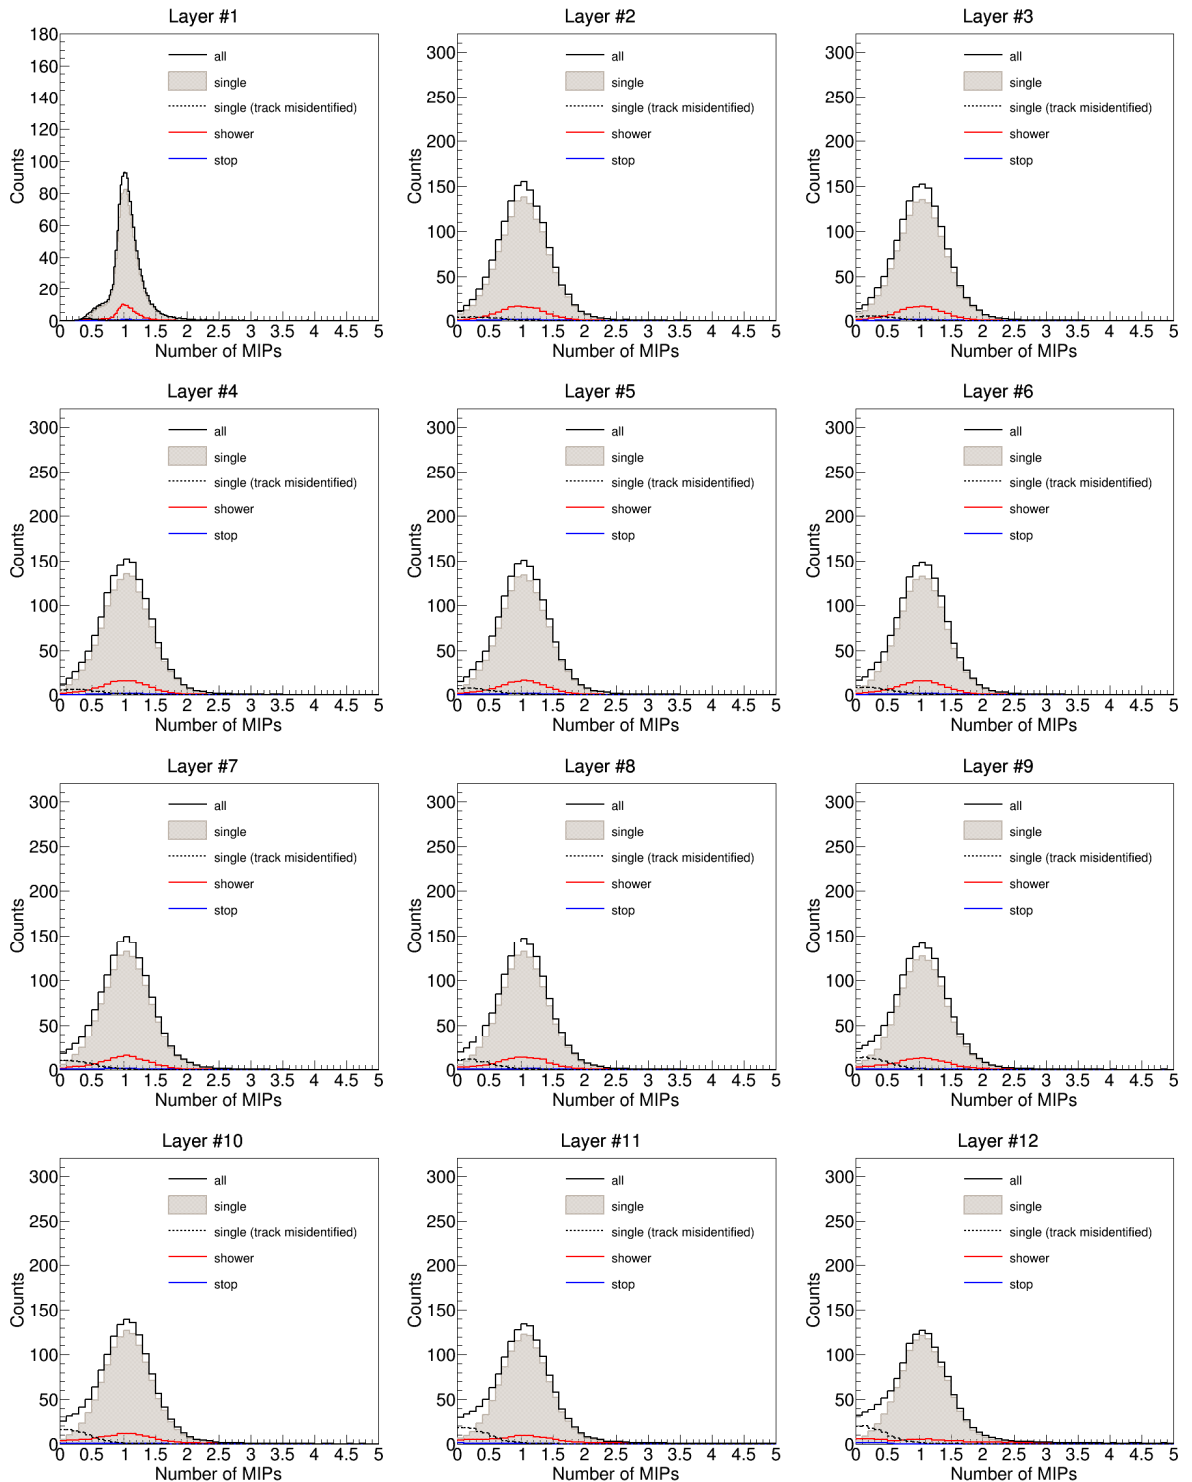 Layer #1
180
160
140
120
100
80
60
40
20
0
Counts
all
single
single (track misidentified)
shower
stop
0 0.5 1 1.5 2 2.5 3 3.5 4 4.5 5
Number of MIPs
Layer #2
300
250
200
150
100
50
0
Counts
all
single
single (track misidentified)
shower
stop
0 0.5 1 1.5 2 2.5 3 3.5 4 4.5 5
Number of MIPs
Layer #3
300
250
200
150
100
50
0
Counts
all
single
single (track misidentified)
shower
stop
0 0.5 1 1.5 2 2.5 3 3.5 4 4.5 5
Number of MIPs
Layer #4
300
250
200
150
100
50
0
Counts
all
single
single (track misidentified)
shower
stop
0 0.5 1 1.5 2 2.5 3 3.5 4 4.5 5
Number of MIPs
Layer #5
300
250
200
150
100
50
0
Counts
all
single
single (track misidentified)
shower
stop
0 0.5 1 1.5 2 2.5 3 3.5 4 4.5 5
Number of MIPs
Layer #6
300
250
200
150
100
50
0
Counts
all
single
single (track misidentified)
shower
stop
0 0.5 1 1.5 2 2.5 3 3.5 4 4.5 5
Number of MIPs
Layer #7
300
250
200
150
100
50
0
Counts
all
single
single (track misidentified)
shower
stop
0 0.5 1 1.5 2 2.5 3 3.5 4 4.5 5
Number of MIPs
Layer #8
300
250
200
150
100
50
0
Counts
all
single
single (track misidentified)
shower
stop
0 0.5 1 1.5 2 2.5 3 3.5 4 4.5 5
Number of MIPs
Layer #9
300
250
200
150
100
50
0
Counts
all
single
single (track misidentified)
shower
stop
0 0.5 1 1.5 2 2.5 3 3.5 4 4.5 5
Number of MIPs
Layer #10
300
250
200
150
100
50
0
Counts
all
single
single (track misidentified)
shower
stop
0 0.5 1 1.5 2 2.5 3 3.5 4 4.5 5
Number of MIPs
Layer #11
300
250
200
150
100
50
0
Counts
all
single
single (track misidentified)
shower
stop
0 0.5 1 1.5 2 2.5 3 3.5 4 4.5 5
Number of MIPs
Layer #12
300
250
200
150
100
50
0
Counts
all
single
single (track misidentified)
shower
stop
0 0.5 1 1.5 2 2.5 3 3.5 4 4.5 5
Number of MIPs